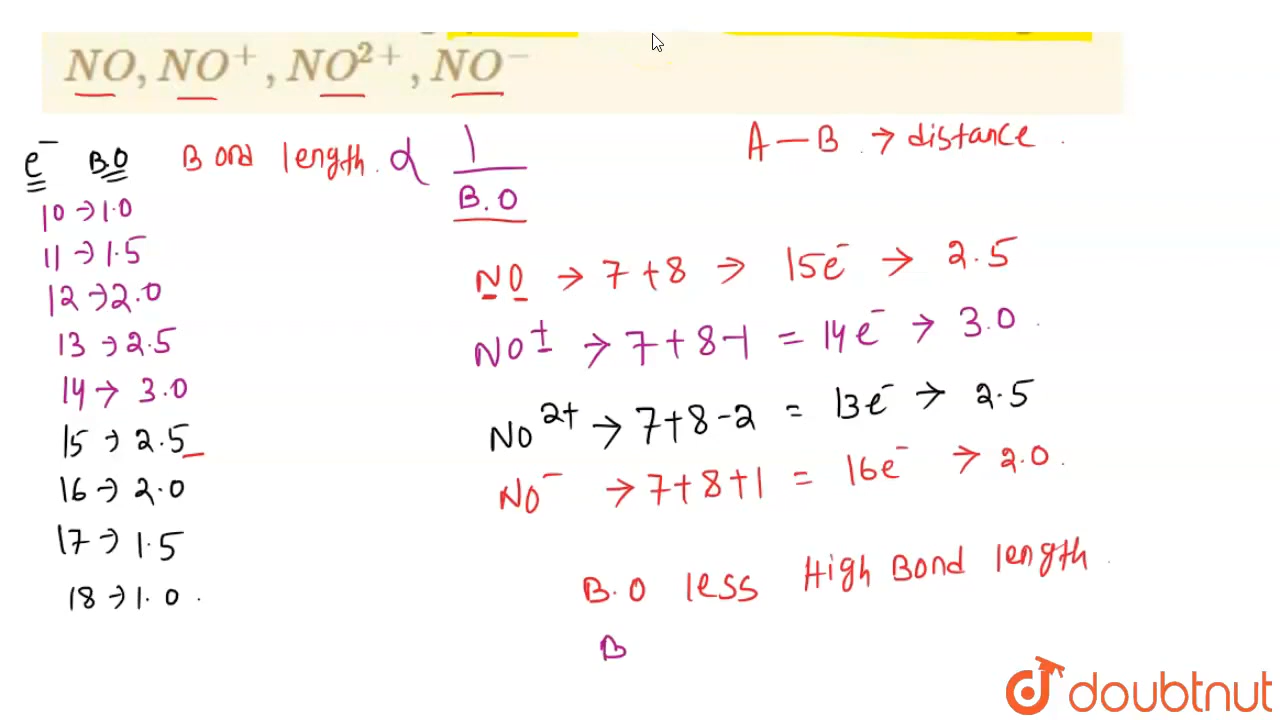 NO, NO⁺, NO²⁺, NO⁻
e⁻ B.O Bond length ∝ 1/B.O
A—B → distance
10→1.0
11→1.5
12→2.0
13→2.5
14→3.0
15→2.5
16→2.0
17→1.5
18→1.0
NO → 7+8 → 15e⁻ → 2.5
NO⁺ → 7+8-1 = 14e⁻ → 3.0
NO²⁺ → 7+8-2 = 13e⁻ → 2.5
NO⁻ → 7+8+1 = 16e⁻ → 2.0
B.O less High Bond length
B
doubtnut